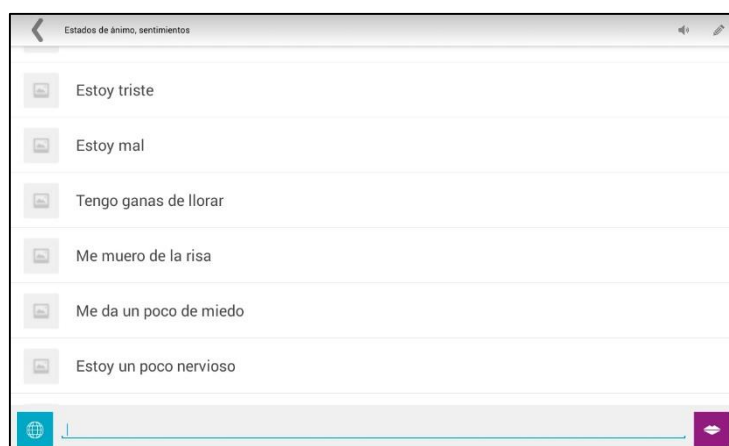 Estados de ánimo, sentimientos
Estoy triste
Estoy mal
Tengo ganas de llorar
Me muero de la risa
Me da un poco de miedo
Estoy un poco nervioso